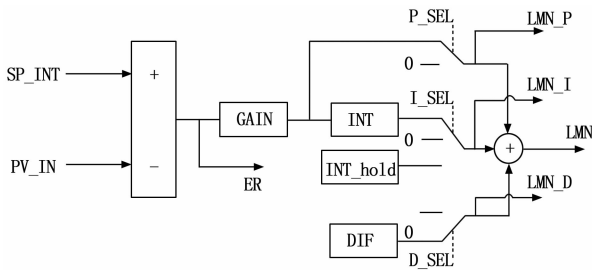 P_SEL
LMN_P
SP_INT
+
0
LMN_I
I_SEL
GAIN
INT
LMN
0
+
PV_IN
−
INT_hold
ER
LMN_D
DIF
0
D_SEL